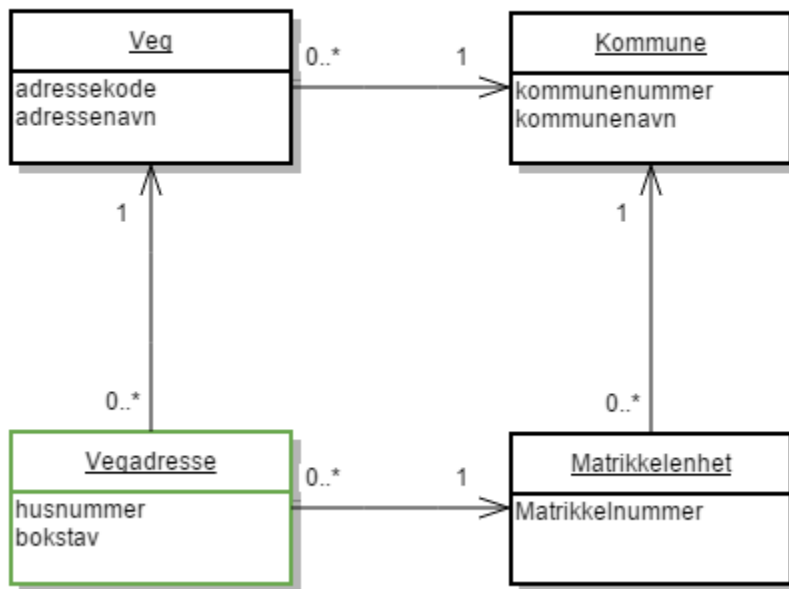 Veg
adressekode
adressenavn
0..*
1
Kommune
kommunenummer
kommunenavn
1
1
0..*
0..*
Vegadresse
husnummer
bokstav
0..*
1
Matrikkelenhet
Matrikkelnummer